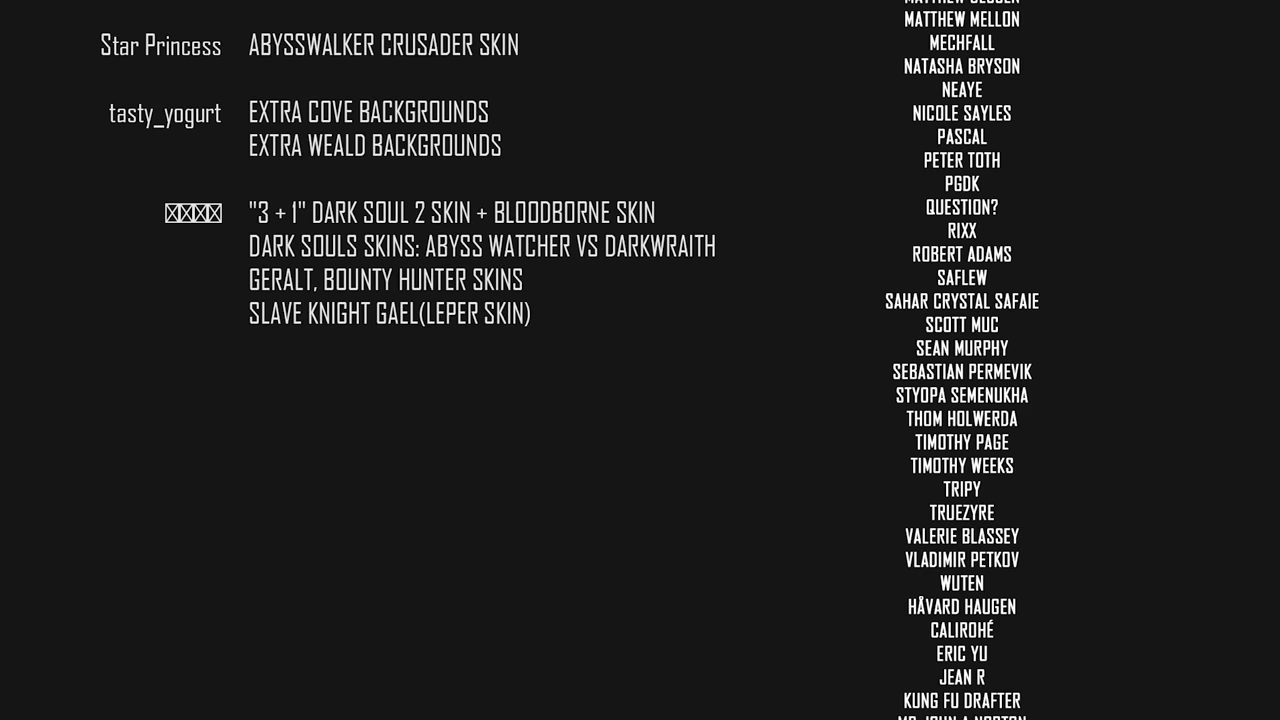 Star Princess ABYSSWALKER CRUSADER SKIN
tasty_yogurt EXTRA COVE BACKGROUNDS
EXTRA WEALD BACKGROUNDS
"3 + 1" DARK SOUL 2 SKIN + BLOODBORNE SKIN
DARK SOULS SKINS: ABYSS WATCHER VS DARKWRAITH
GERALT, BOUNTY HUNTER SKINS
SLAVE KNIGHT GAEL(LEPER SKIN)
MATTHEW MELLON
MECHFALL
NATASHA BRYSON
NEAYE
NICOLE SAYLES
PASCAL
PETER TOTH
PGDK
QUESTION?
RIXX
ROBERT ADAMS
SAFLEW
SAHAR CRYSTAL SAFAIE
SCOTT MUC
SEAN MURPHY
SEBASTIAN PERMEVIK
STYOPA SEMENUKHA
THOM HOLWERDA
TIMOTHY PAGE
TIMOTHY WEEKS
TRIPY
TRUEZYRE
VALERIE BLASSEY
VLADIMIR PETKOV
WUTEN
HÅVARD HAUGEN
CALIROHÉ
ERIC YU
JEAN R
KUNG FU DRAFTER